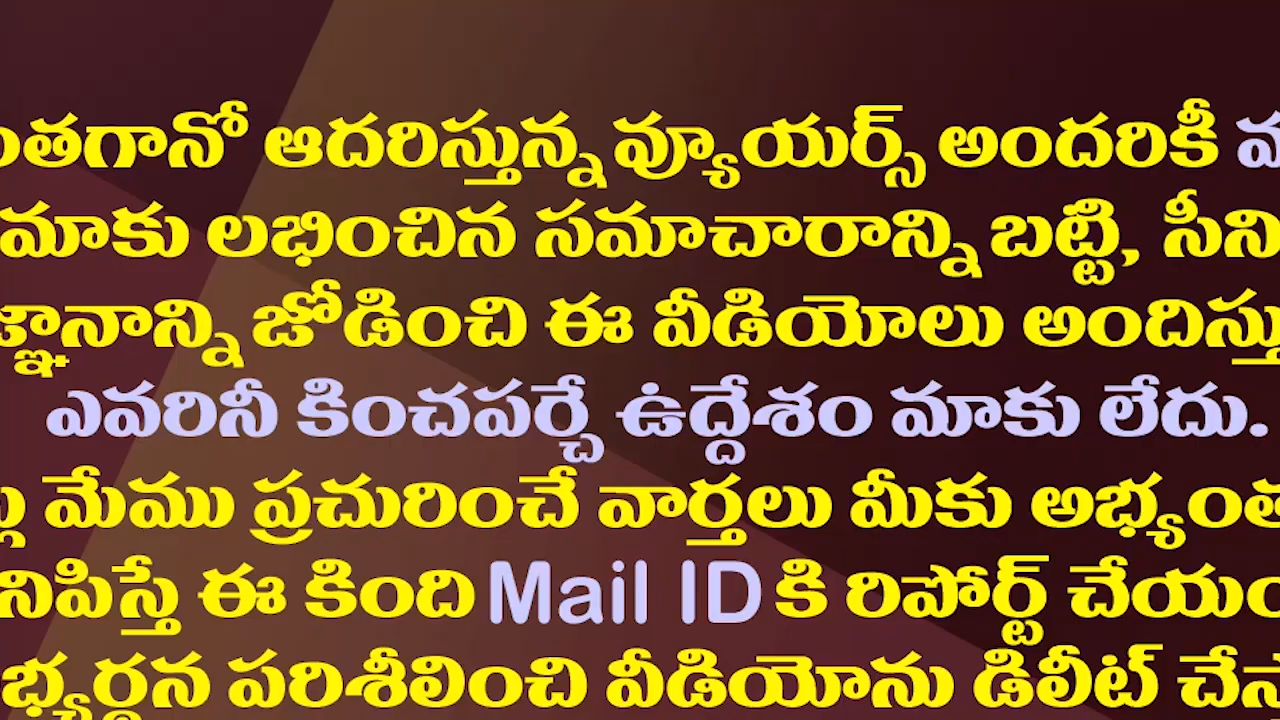 ంతగానో ఆదరిస్తున్న వ్యూయర్స్ అందరికీ
మాకు లభించిన సమాచారాన్ని బట్టి, సీని
జ్ఞానాన్ని జోడించి ఈ వీడియోలు అందిస్తు
ఎవరినీ కించపర్చే ఉద్దేశం మాకు లేదు.
మేము ప్రచురించే వార్తలు మీకు అభ్యంత
నిపిస్తే ఈ కింది Mail ID కి రిపోర్ట్ చేయం
భ్యర్థన పరిశీలించి వీడియోను డిలీట్ చేస